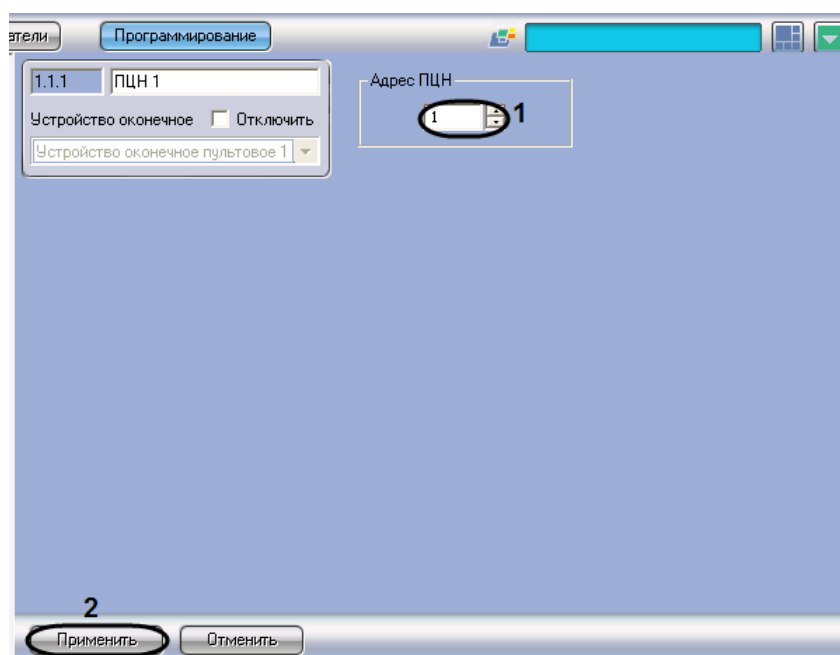 атели Программирование
1.1.1 ПЦН 1
Адрес ПЦН
1 1
Устройство оконечное Отключить
Устройство оконечное пультовое 1
2
Применить Отменить